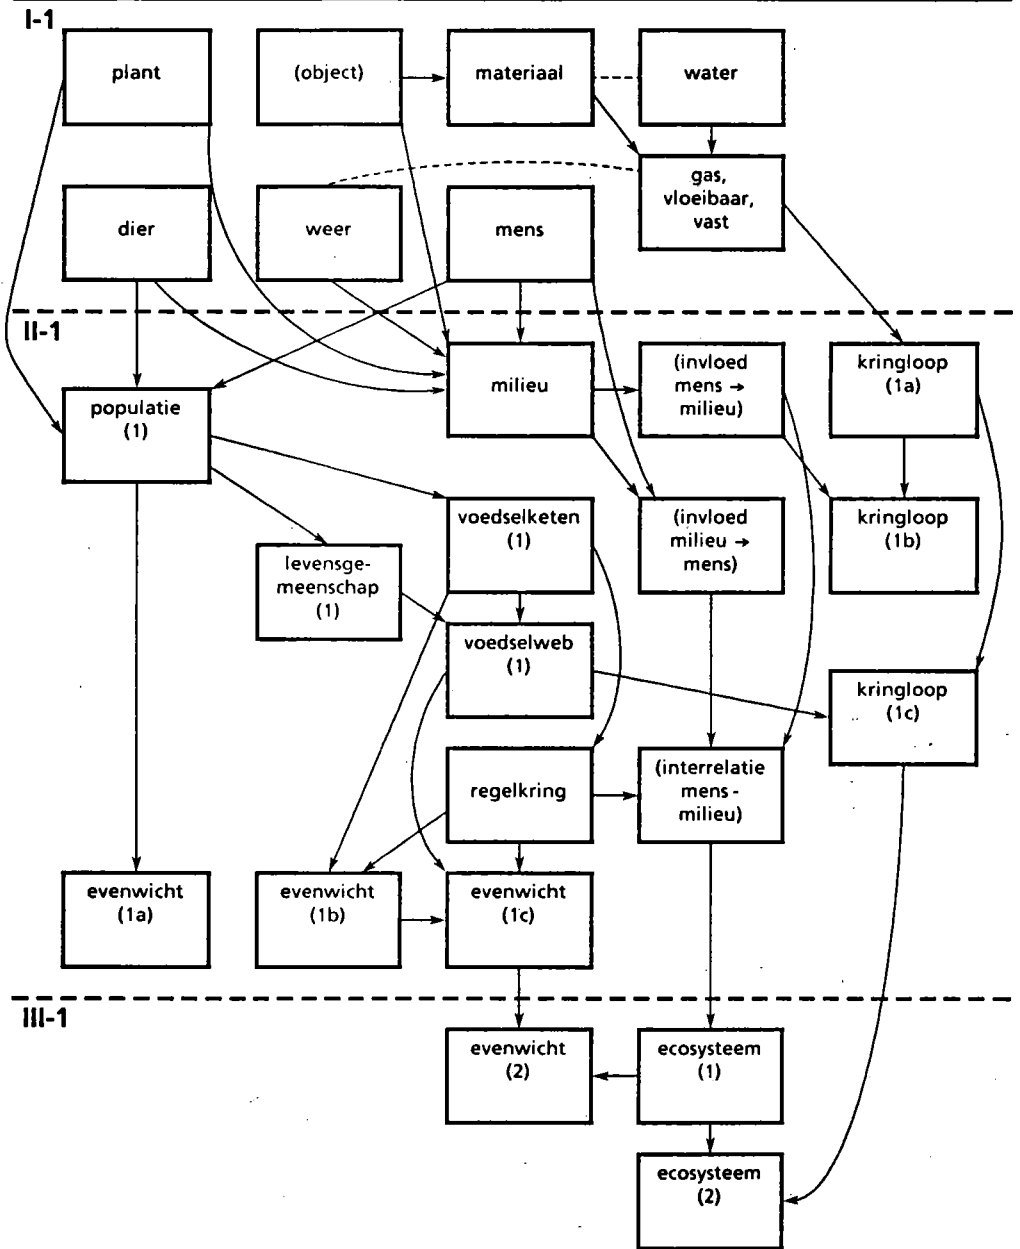 I-1
plant
(object)
materiaal
water
gas,
vloeibaar,
vast
dier
weer
mens
II-1
milieu
(invloed
mens →
milieu)
kringloop
(1a)
populatie
(1)
voedselketen
(1)
(invloed
milieu →
mens)
kringloop
(1b)
levensge-
meenschap
(1)
voedselweb
(1)
kringloop
(1c)
regelkring
(interrelatie
mens -
milieu)
evenwicht
(1a)
evenwicht
(1b)
evenwicht
(1c)
III-1
evenwicht
(2)
ecosysteem
(1)
ecosysteem
(2)